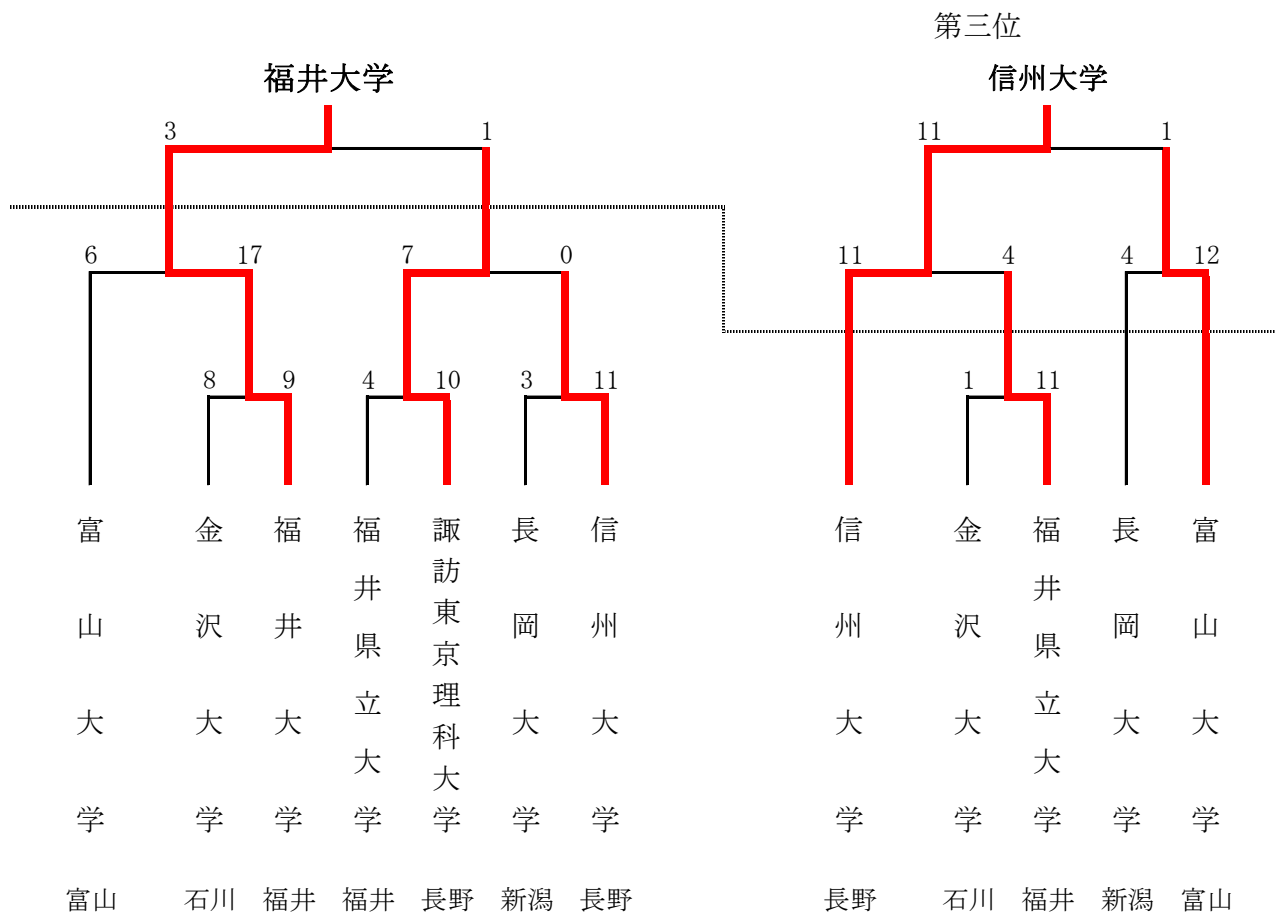 第三位
福井大学
信州大学
3
1
11
1
6
17
7
0
11
4
4
12
8
9
4
10
3
11
1
11
富山大学
金沢大学
福井大学
福井県立大学
諏訪東京理科大学
長岡大学
信州大学
信州大学
金沢大学
福井県立大学
長岡大学
富山大学
富山
石川
福井
福井
長野
新潟
長野
長野
石川
福井
新潟
富山